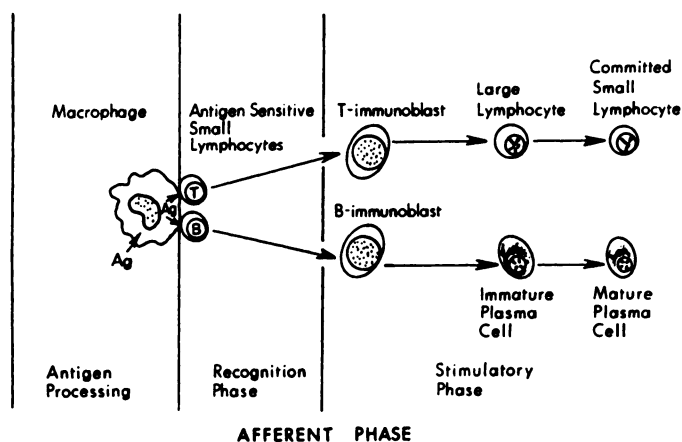 Macrophage
Antigen Sensitive
Small
Lymphocytes
T-immunoblast
Large
Lymphocyte
Committed
Small
Lymphocyte
T
Ag
B
Ag
B-immunoblast
Immature
Plasma
Cell
Mature
Plasma
Cell
Antigen
Processing
Recognition
Phase
Stimulatory
Phase
AFFERENT PHASE